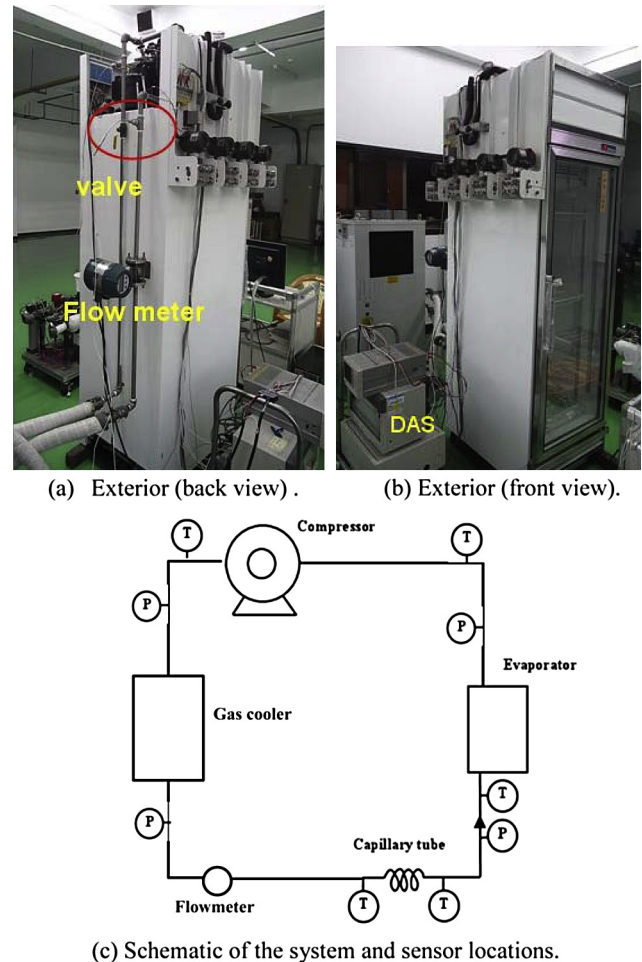 valve
Flow meter
DAS
(a) Exterior (back view) .
(b) Exterior (front view).
T
Compressor
T
P
P
Evaporator
Gas cooler
T
P
P
Capillary tube
Flowmeter
T
T
(c) Schematic of the system and sensor locations.